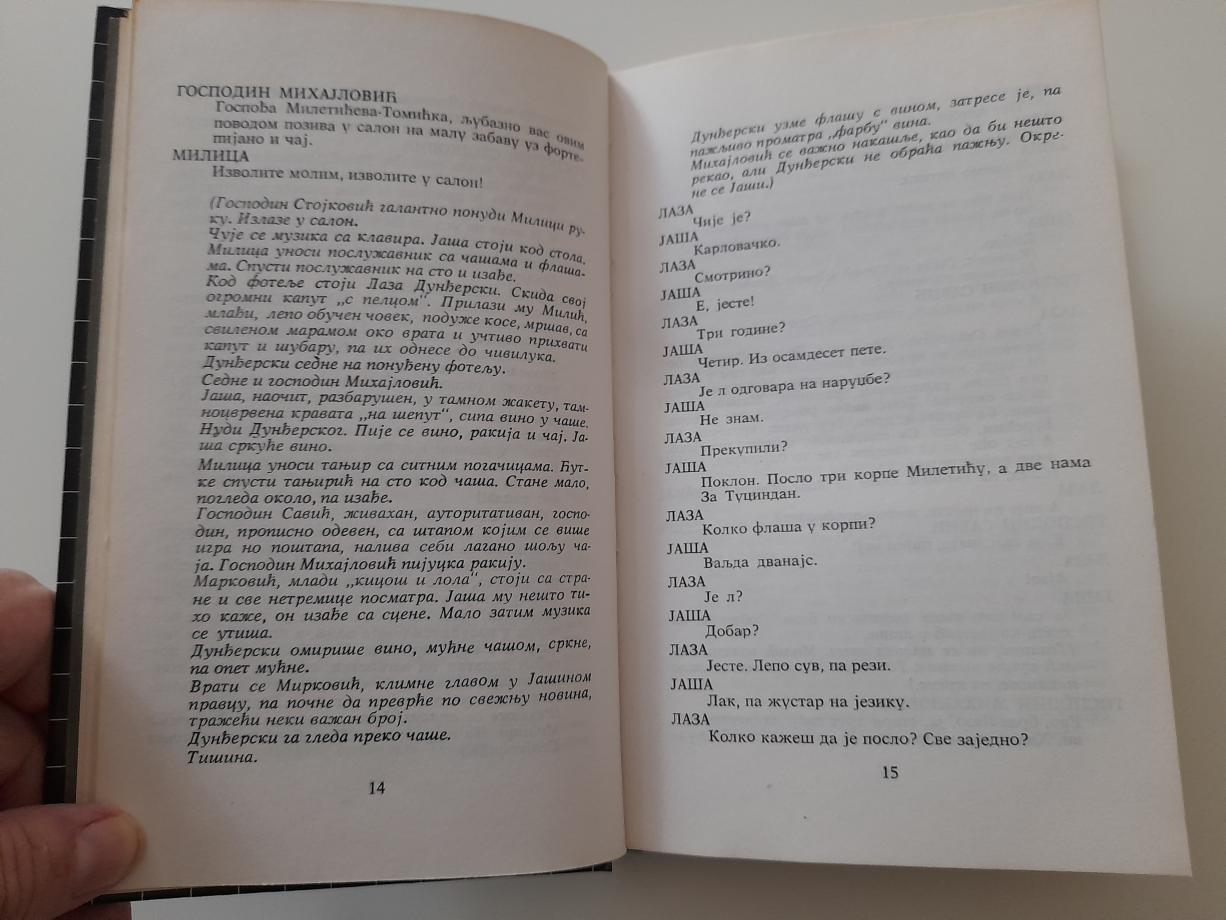 ГОСПОДИН МИХАЈЛОВИЋ
Госпођа Милетићева-Томићка, љубазно вас овим
поводом позива у салон на малу забаву уз форте-
пијано и чај.
МИЛИЦА
Изволите молим, изволите у салон!
(Господин Стојковић галантно понуди Милици ру-
ку. Излазе у салон.
Чује се музика са клавира. Јаша стоји код стола.
Милица уноси послужавник са чашама и флаша-
ма. Спусти послужавник на сто и изађе.
Код фотеље стоји Лаза Дунђерски. Скида свој
огромни капут „с пелцом". Прилази му Милић,
млађи, лепо обучен човек, подуже косе, мршав, са
свиленом марамом око врата и учтиво прихвати
капут и шубару, па их однесе до чивилука.
Дунђерски седне на понуђену фотељу.
Седне и господин Михајловић.
Јаша, наочит, разбарушен, у тамном жакету, там-
ноцрвена кравата „на шепут", сипа вино у чаше.
Нуди Дунђерског. Пије се вино, ракија и чај. Ја-
ша сркуће вино.
Милица уноси тањир са ситним погачицама. Ћут-
ке спусти тањирић на сто код чаша. Стане мало,
погледа около, па изађе.
Господин Савић, живахан, ауторитативан, госпо-
дин, прописно одевен, са штапом којим се више
игра но поштапа, налива себи лагано шољу ча-
ја. Господин Михајловић пијуцка ракију.
Марковић, млади „кицош и лола", стоји са стра-
не и све нетремице посматра. Јаша му нешто ти-
хо каже, он изађе са сцене. Мало затим музика
се утиша.
Дунђерски омирише вино, мућне чашом, сркне,
па опет мућне.
Врати се Мирковић, климне главом у Јашином
правцу, па почне да преврће по свежњу новина,
тражећи неки важан број.
Дунђерски га гледа преко чаше.
Тишина.
14
Дунђерски узме флашу с вином, затресе је, па
пажљиво проматра „фарбу" вина.
Михајловић се важно накашље, као да би нешто
рекао, али Дунђерски не обраћа пажњу. Окре-
не се Јаши.)
ЛАЗА
Чије је?
ЈАША
Карловачко.
ЛАЗА
Смотрино?
ЈАША
Е, јесте!
ЛАЗА
Три године?
ЈАША
Четир. Из осамдесет пете.
ЛАЗА
Је л одговара на наруџбе?
ЈАША
Не знам.
ЛАЗА
Прекупили?
ЈАША
Поклон. Посло три корпе Милетићу, а две нама
За Туциндан.
ЛАЗА
Колко флаша у корпи?
ЈАША
Ваљда дванајс.
ЛАЗА
Је л?
ЈАША
Добар?
ЛАЗА
Јесте. Лепо сув, па рези.
ЈАША
Лак, па жустар на језику.
ЛАЗА
Колко кажеш да је посло? Све заједно?
15